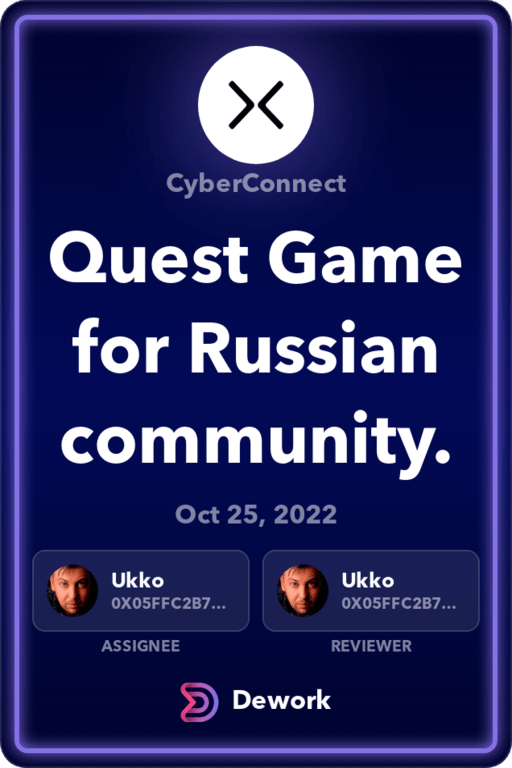 CyberConnect
Quest Game
for Russian
community.
Oct 25, 2022
Ukko
0X05FFC2B7...
Ukko
0X05FFC2B7...
ASSIGNEE
REVIEWER
Dework